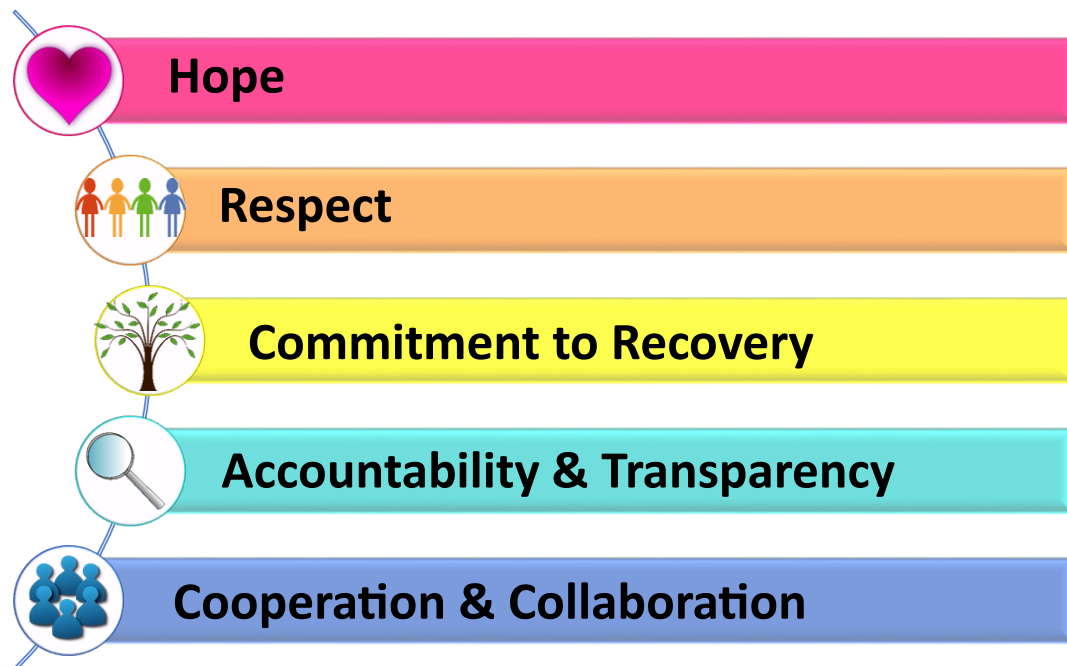 Hope
Respect
Commitment to Recovery
Accountability & Transparency
Cooperation & Collaboration